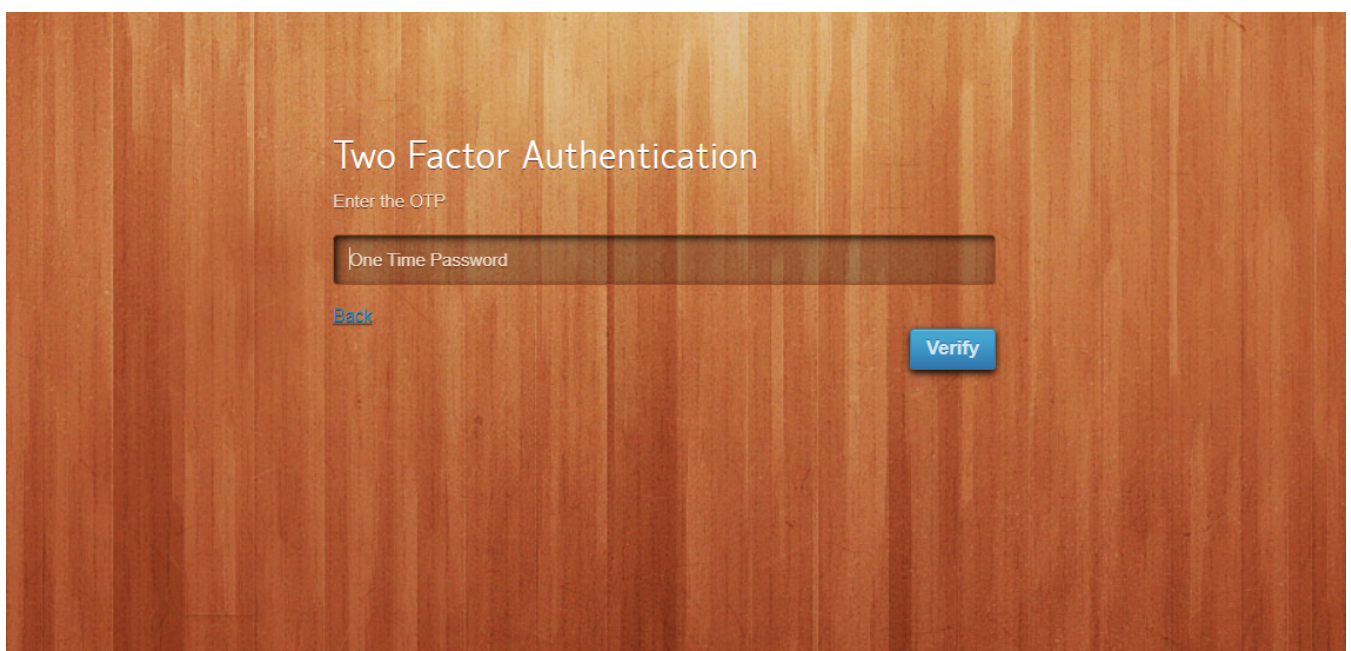 Two Factor Authentication
Enter the OTP
One Time Password
Back
Verify